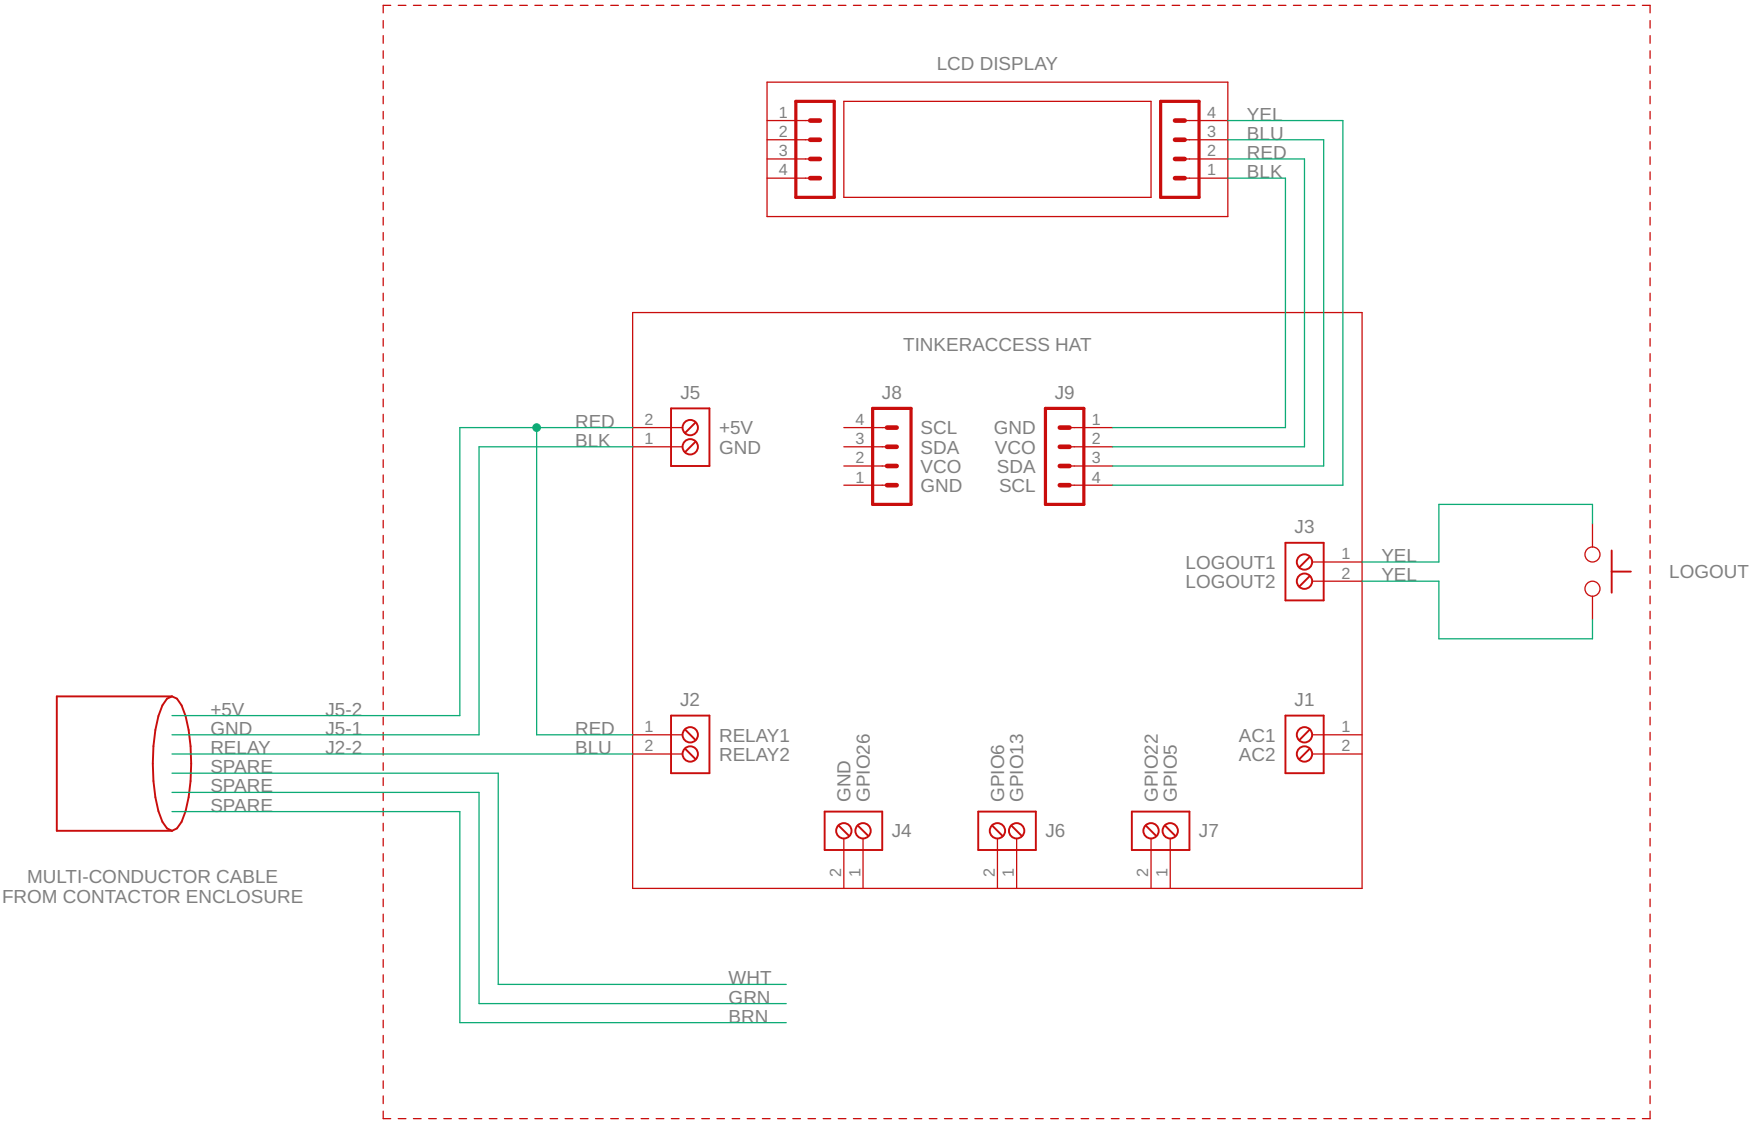 LCD DISPLAY
1
2
3
4
4 YEL
3 BLU
2 RED
1 BLK
TINKERACCESS HAT
J5
RED 2 +5V
BLK 1 GND
J8
4 SCL
3 SDA
2 VCO
1 GND
J9
GND 1
VCO 2
SDA 3
SCL 4
J3
LOGOUT1 1 YEL
LOGOUT2 2 YEL
LOGOUT
+5V J5-2
GND J5-1
RELAY J2-2
SPARE
SPARE
SPARE
MULTI-CONDUCTOR CABLE
FROM CONTACTOR ENCLOSURE
J2
RED 1 RELAY1
BLU 2 RELAY2
J1
AC1 1
AC2 2
GND
GPIO26
J4
2
1
GPIO6
GPIO13
J6
2
1
GPIO22
GPIO5
J7
2
1
WHT
GRN
BRN